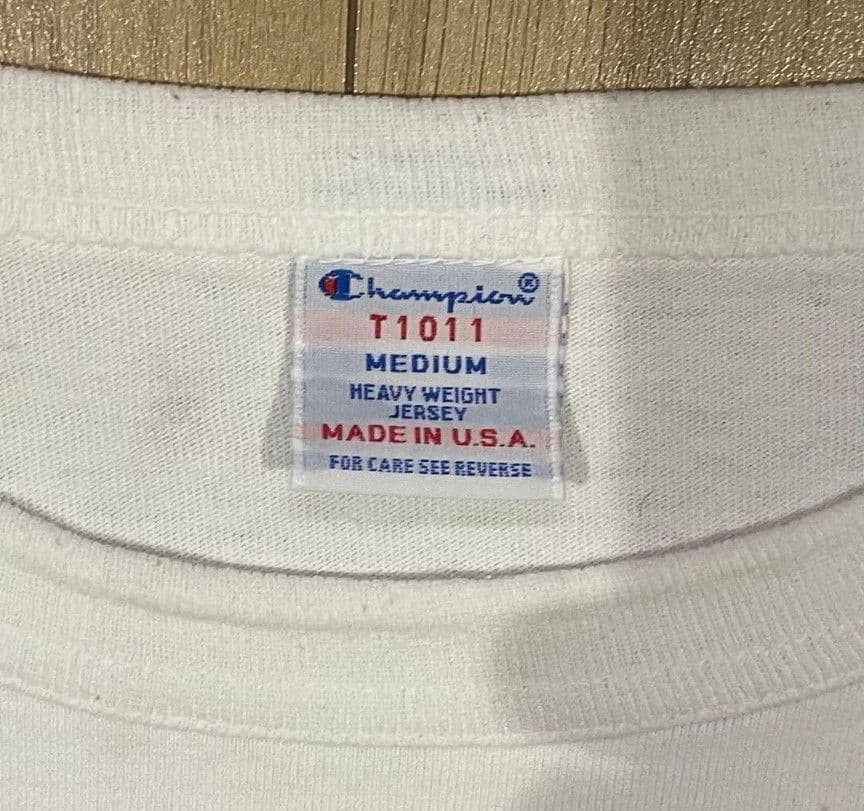 Champion®
T1011
MEDIUM
HEAVY WEIGHT
JERSEY
MADE IN U.S.A.
FOR CARE SEE REVERSE